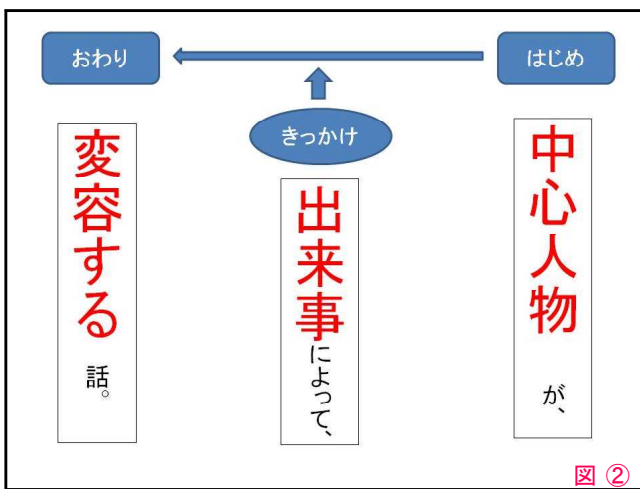 はじめ
きっかけ
おわり
中心人物が、
出来事によって、
変容する話。
図 ②